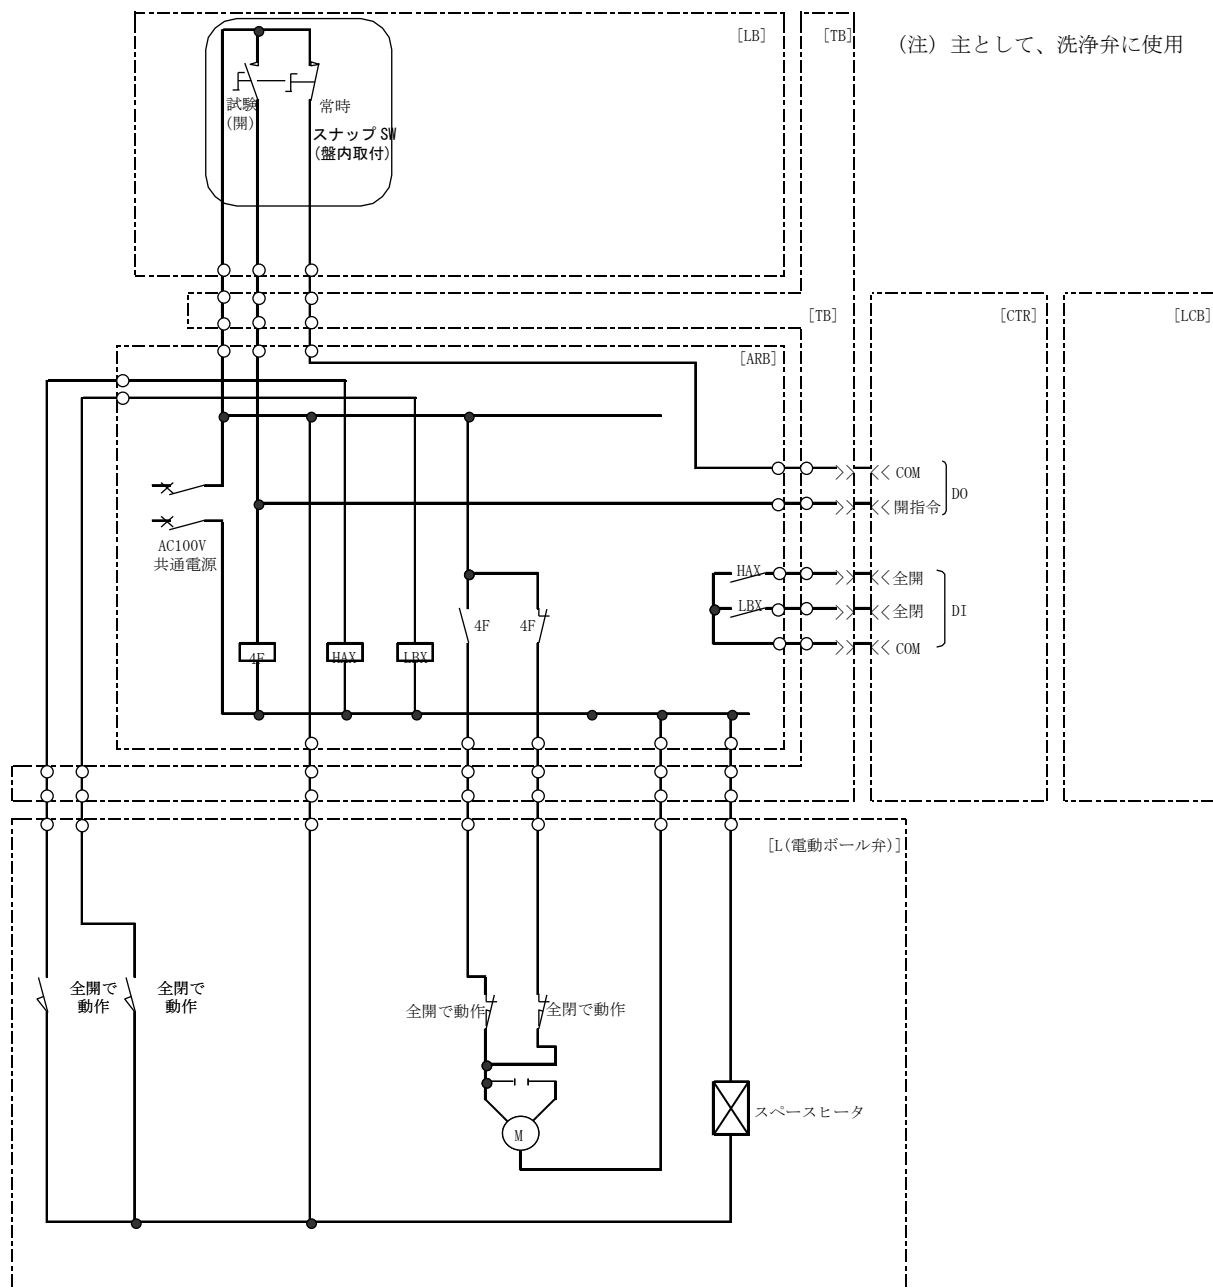 [LB]
[TB]
（注）主として、洗浄弁に使用
試験
(開)
常時
スナップSW
(盤内取付)
[TB]
[CTR]
[LCB]
[ARB]
COM
DO
開指令
AC100V
共通電源
HAX
全開
LBX
全閉
DI
COM
4F
4F
4F
HAX
LBX
[L(電動ボール弁)]
全開で
動作
全閉で
動作
全開で動作
全閉で動作
スペースヒータ
M